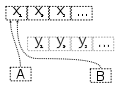 X₁ X₂ X₃ ...
y₁ y₂ y₃ ...
A B